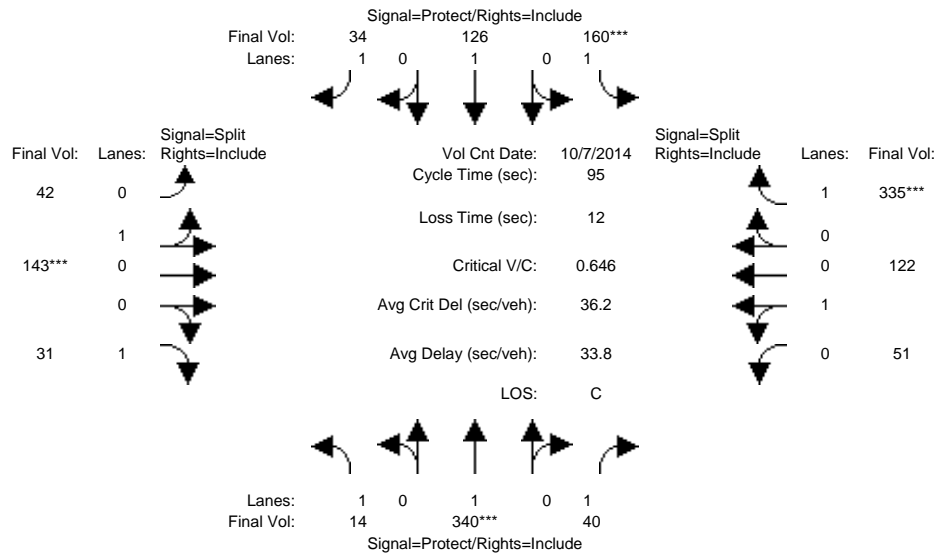 Signal=Protect/Rights=Include
Final Vol: 34 126 160***
Lanes: 1 0 1 0 1
Signal=Split Signal=Split
Final Vol: Lanes: Rights=Include Vol Cnt Date: 10/7/2014 Rights=Include Lanes: Final Vol:
Cycle Time (sec): 95
42 0 1 335***
Loss Time (sec): 12
1 0
143*** 0 Critical V/C: 0.646 0 122
0 Avg Crit Del (sec/veh): 36.2 1
31 1 Avg Delay (sec/veh): 33.8 0 51
LOS: C
Lanes: 1 0 1 0 1
Final Vol: 14 340*** 40
Signal=Protect/Rights=Include